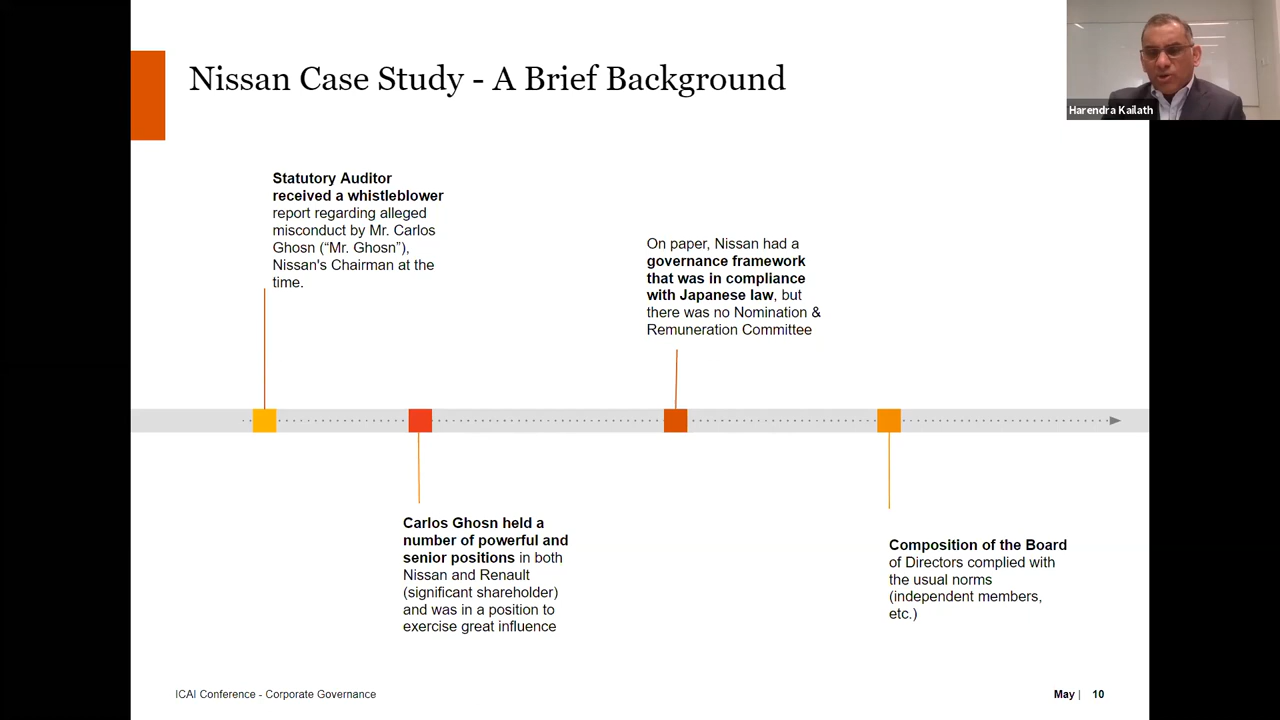 Nissan Case Study - A Brief Background
Harendra Kailath
Statutory Auditor
received a whistleblower
report regarding alleged
misconduct by Mr. Carlos
Ghosn (“Mr. Ghosn”),
Nissan's Chairman at the
time.
On paper, Nissan had a
governance framework
that was in compliance
with Japanese law, but
there was no Nomination &
Remuneration Committee
Carlos Ghosn held a
number of powerful and
senior positions in both
Nissan and Renault
(significant shareholder)
and was in a position to
exercise great influence
Composition of the Board
of Directors complied with
the usual norms
(independent members,
etc.)
ICAI Conference - Corporate Governance
May | 10